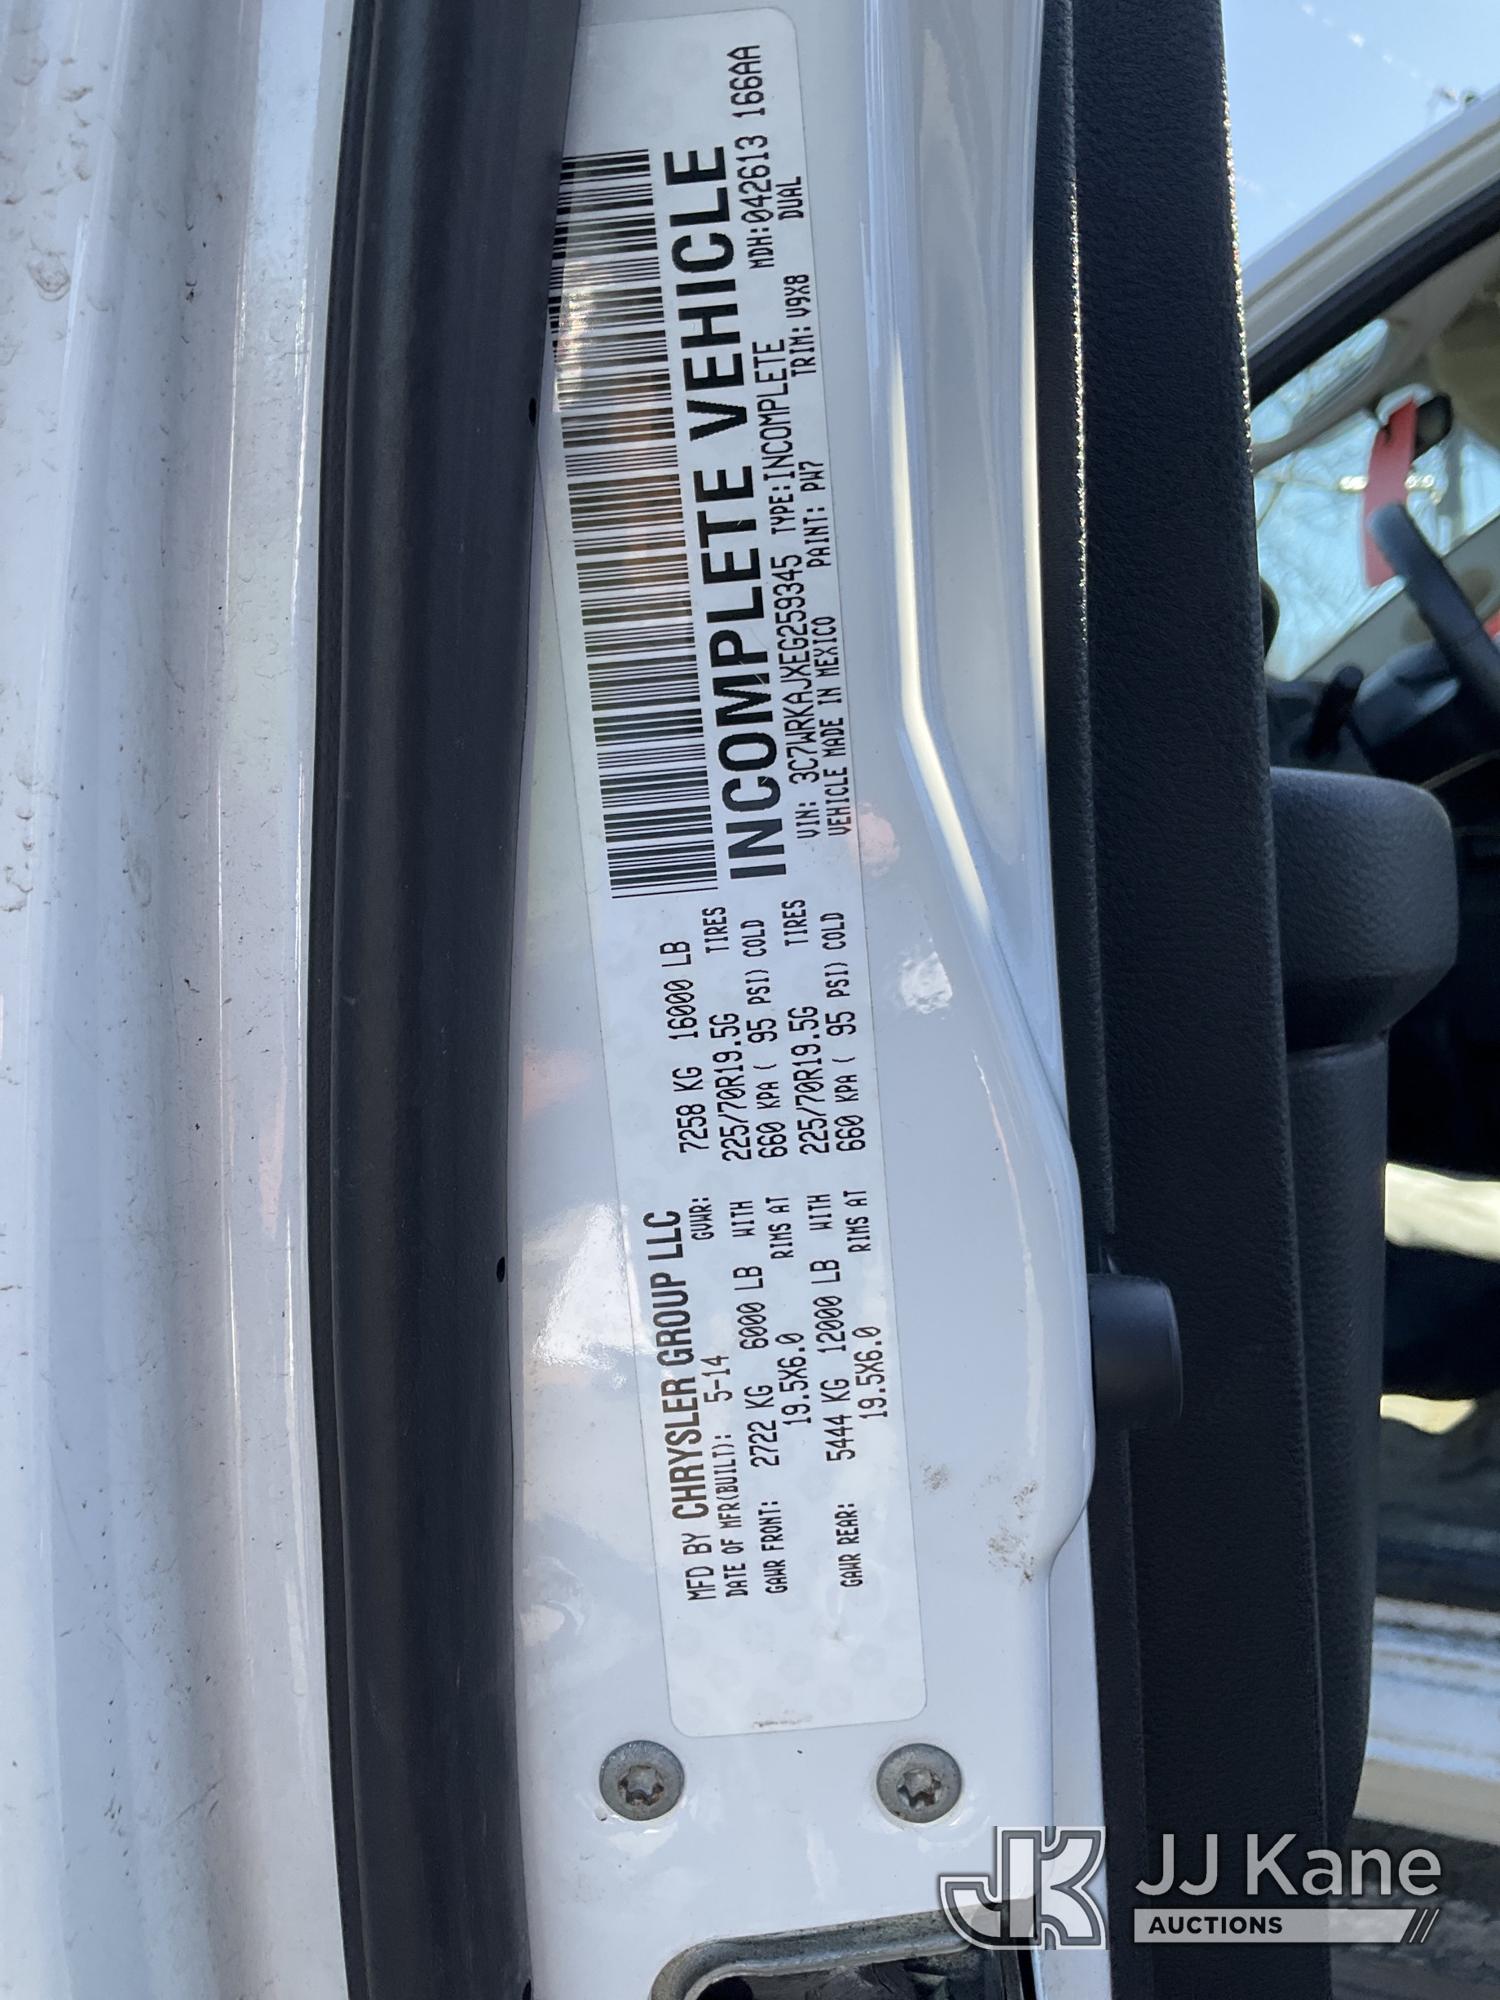 MFD BY CHRYSLER GROUP LLC
DATE OF MFR(BUILT): 5-14 GVWR: 7258 KG 16000 LB
GAWR FRONT: 2722 KG 6000 LB WITH 225/70R19.5G TIRES
19.5X6.0 RIMS AT 660 KPA ( 95 PSI) COLD
GAWR REAR: 5444 KG 12000 LB WITH 225/70R19.5G TIRES
19.5X6.0 RIMS AT 660 KPA ( 95 PSI) COLD
INCOMPLETE VEHICLE
MDH:042613 166AA
VIN: 3C7WRKAJXEG259345 TYPE:INCOMPLETE DUAL
VEHICLE MADE IN MEXICO PAINT: PW7 TRIM: V9X8
JK JJ Kane
AUCTIONS